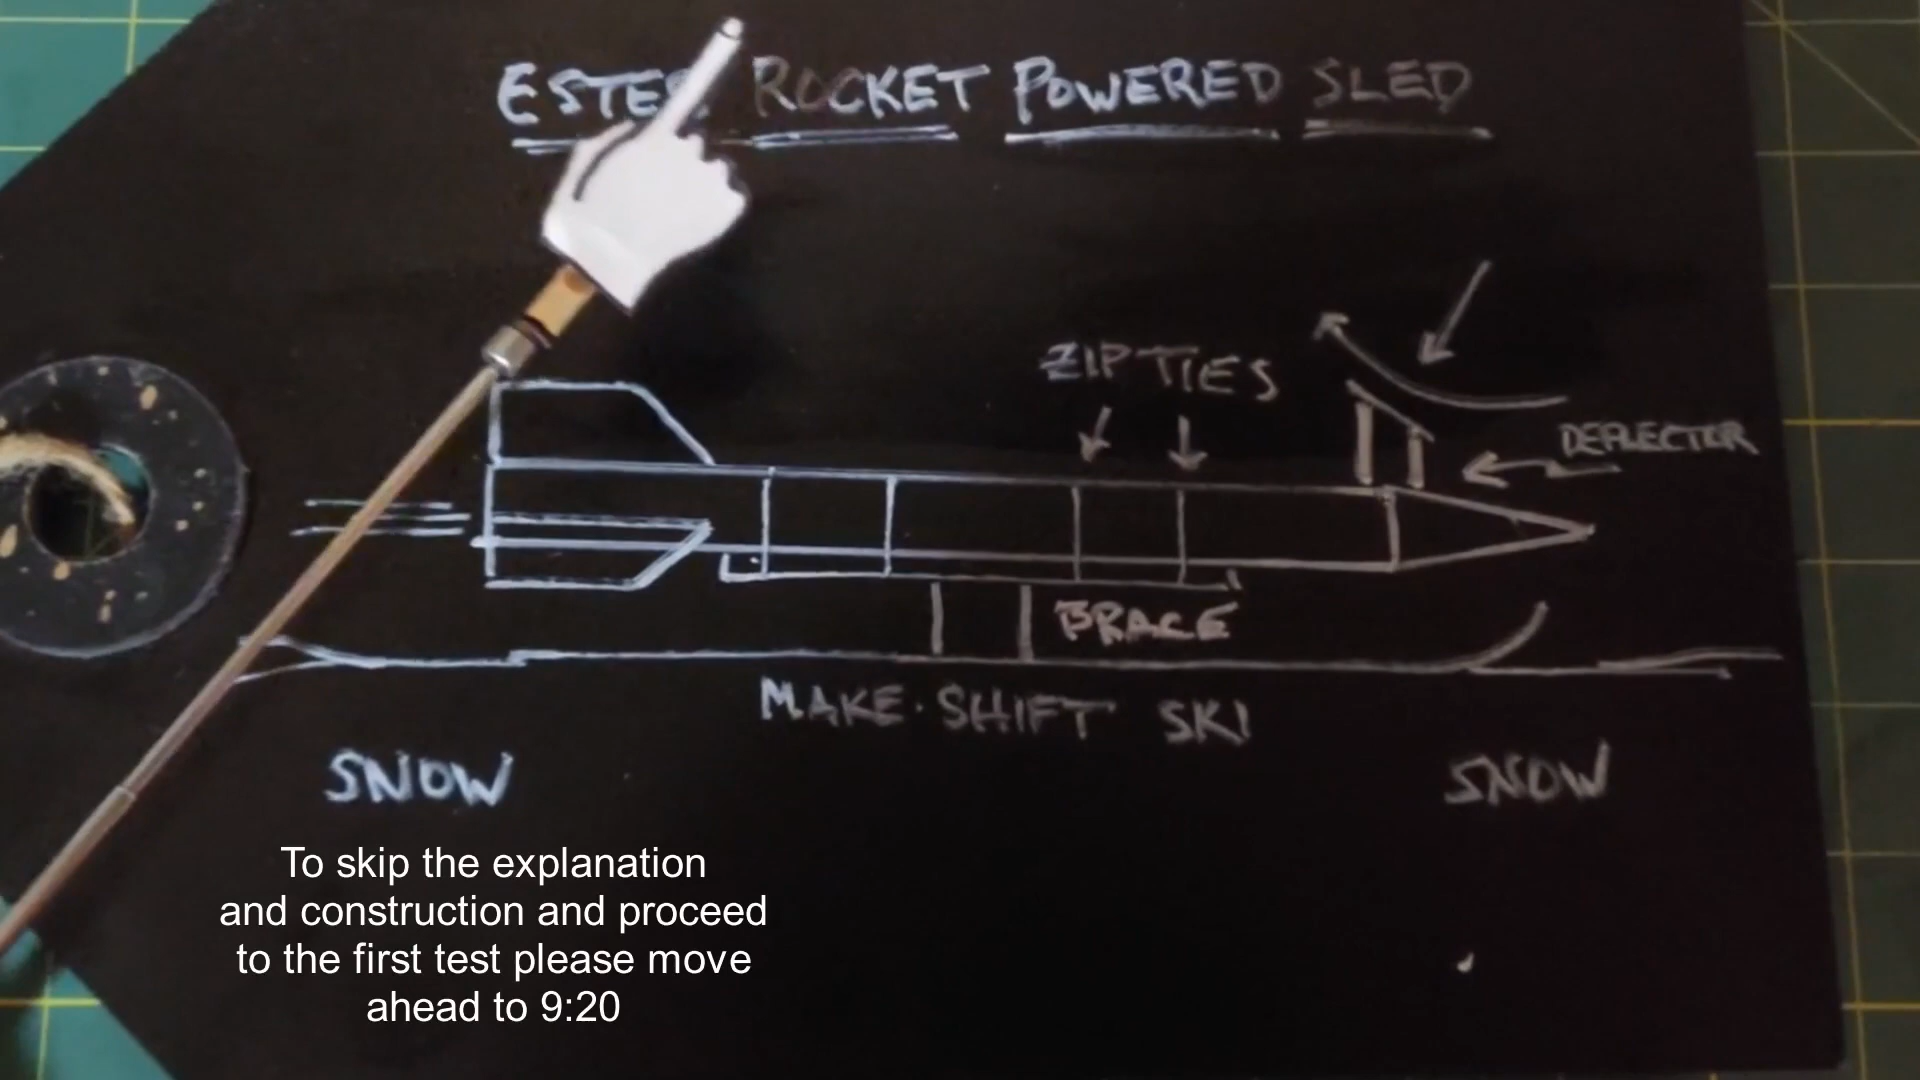 ESTES ROCKET POWERED SLED
ZIP TIES
DEFLECTOR
BRACE
MAKE-SHIFT SKI
SNOW
SNOW
To skip the explanation
and construction and proceed
to the first test please move
ahead to 9:20